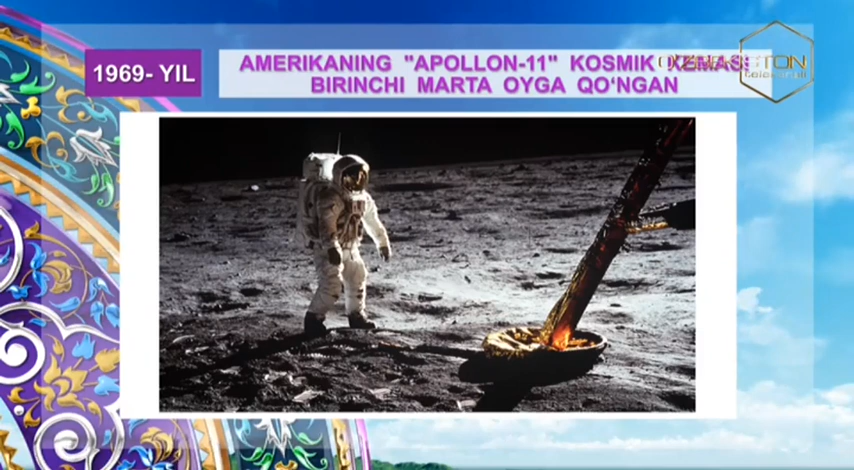 1969- YIL
AMERIKANING "APOLLON-11" KOSMIK
BIRINCHI MARTA OYGA QO‘NGAN